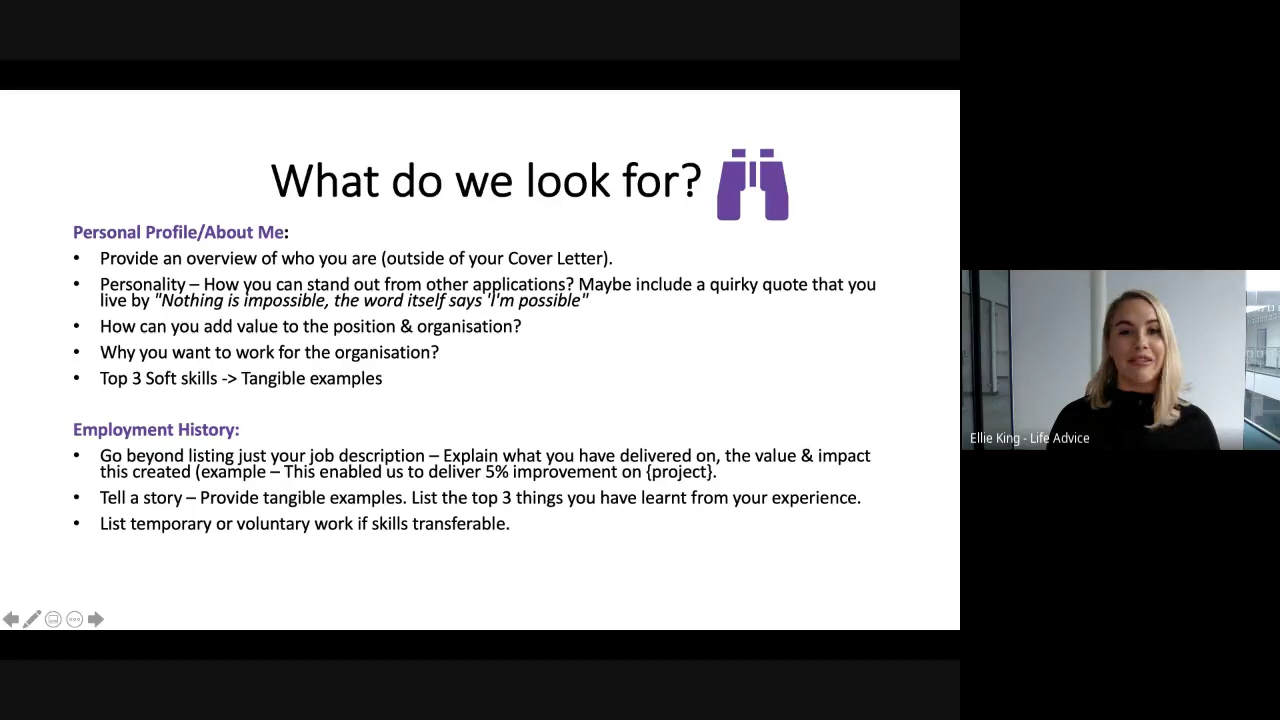 What do we look for?
Personal Profile/About Me:
• Provide an overview of who you are (outside of your Cover Letter).
• Personality – How you can stand out from other applications? Maybe include a quirky quote that you
live by "Nothing is impossible, the word itself says 'I'm possible"
• How can you add value to the position & organisation?
• Why you want to work for the organisation?
• Top 3 Soft skills -> Tangible examples
Employment History:
• Go beyond listing just your job description – Explain what you have delivered on, the value & impact
this created (example – This enabled us to deliver 5% improvement on {project}.
• Tell a story – Provide tangible examples. List the top 3 things you have learnt from your experience.
• List temporary or voluntary work if skills transferable.
Ellie King - Life Advice